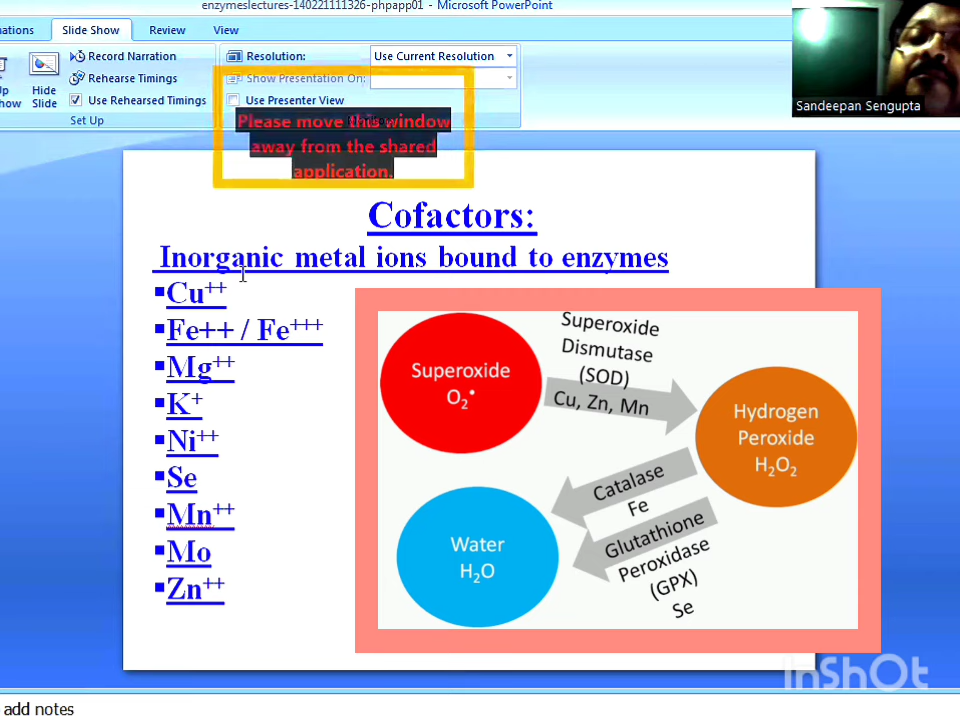 enzymeslectures-140221111326-phpapp01 - Microsoft PowerPoint
Slide Show
Review
View
Record Narration
Rehearse Timings
Use Rehearsed Timings
Hide
Slide
Set Up
Resolution:
Use Current Resolution
Show Presentation On:
Use Presenter View
Please move this window
away from the shared
application.
Sandeepan Sengupta
Cofactors:
Inorganic metal ions bound to enzymes
▪Cu⁺⁺
▪Fe++ / Fe⁺⁺⁺
▪Mg⁺⁺
▪K⁺
▪Ni⁺⁺
▪Se
▪Mn⁺⁺
▪Mo
▪Zn⁺⁺
Superoxide
O₂•
Superoxide
Dismutase
(SOD)
Cu, Zn, Mn
Hydrogen
Peroxide
H₂O₂
Catalase
Fe
Glutathione
Peroxidase
(GPX)
Se
Water
H₂O
InShOt
add notes